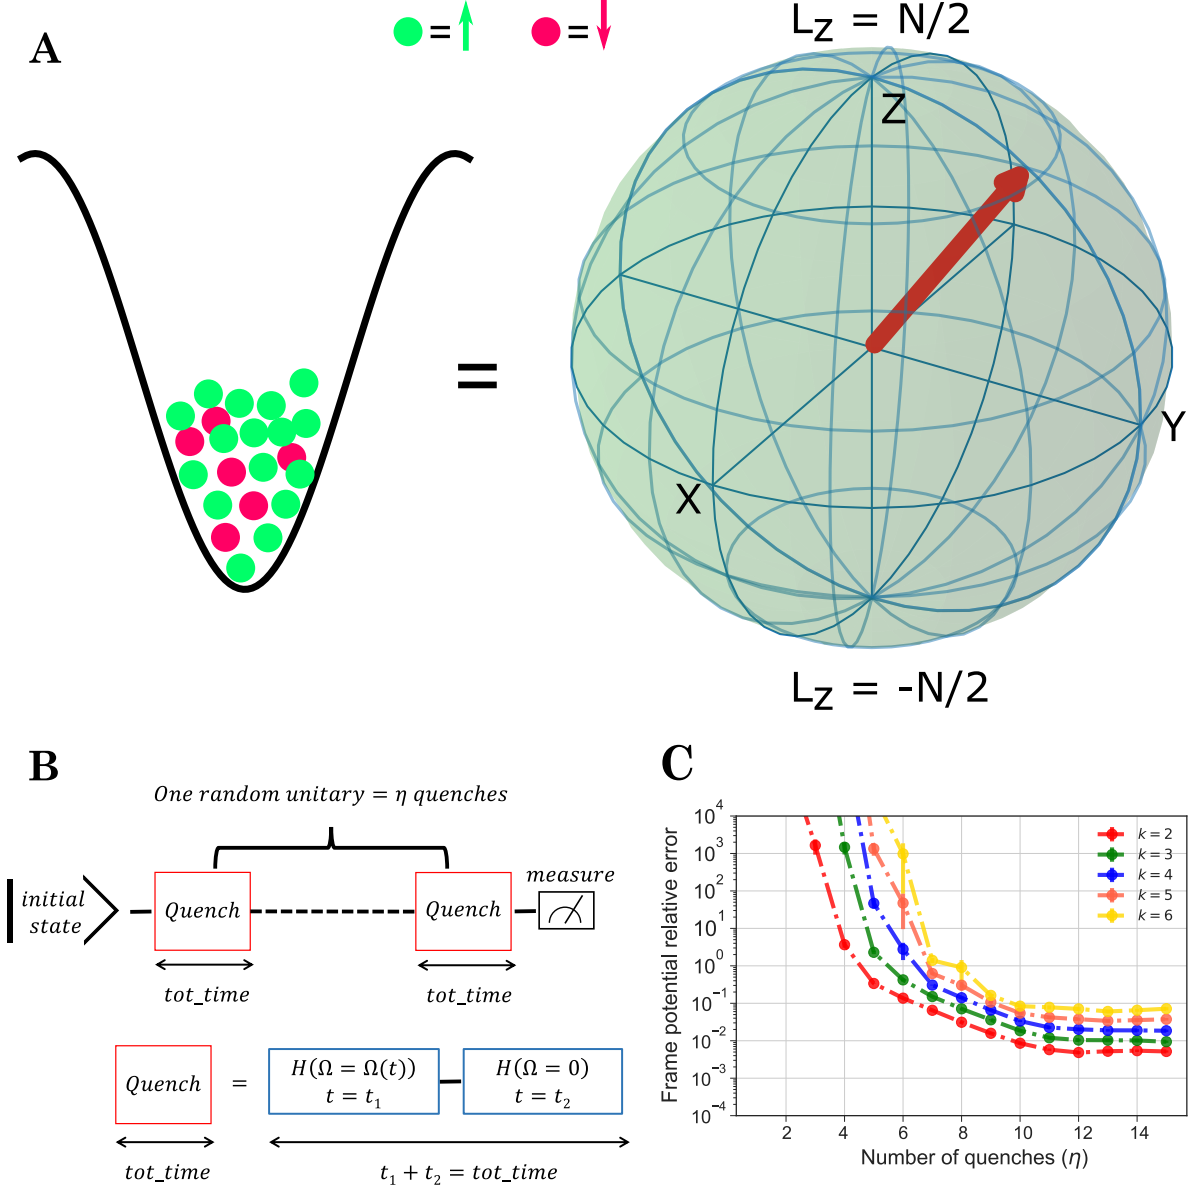 A
= ↑ = ↓
L_Z = N/2
Z
=
Y
X
L_Z = -N/2
B
One random unitary = η quenches
initial
state
Quench
Quench
measure
tot_time
tot_time
Quench
=
H(Ω = Ω(t))
t = t₁
H(Ω = 0)
t = t₂
tot_time
t₁ + t₂ = tot_time
C
Frame potential relative error
10⁴
10³
10²
10¹
10⁰
10⁻¹
10⁻²
10⁻³
10⁻⁴
k = 2
k = 3
k = 4
k = 5
k = 6
2 4 6 8 10 12 14
Number of quenches (η)